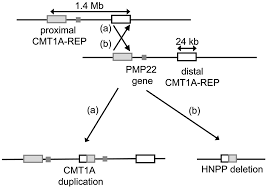 1.4 Mb
proximal
CMT1A-REP
(a)
(b)
24 kb
PMP22
gene
distal
CMT1A-REP
(a)
(b)
CMT1A
duplication
HNPP deletion